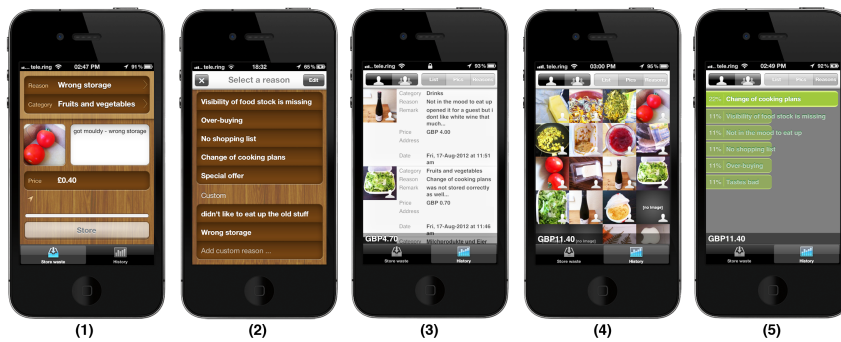 tele.ring 02:47 PM 91%
Reason Wrong storage
Category Fruits and vegetables
got mouldy - wrong storage
Price £0.40
Store
Store waste History
(1)
tele.ring 18:32 65%
Select a reason Edit
Visibility of food stock is missing
Over-buying
No shopping list
Change of cooking plans
Special offer
Custom
didn't like to eat up the old stuff
Wrong storage
Add custom reason ...
(2)
tele.ring 93%
List Pics Reasons
Category Drinks
Reason Not in the mood to eat up
Remark opened it for a guest but i
dont like white wine that
much...
Price GBP 4.00
Address
Date Fri, 17-Aug-2012 at 11:51
am
Category Fruits and vegetables
Reason Change of cooking plans
Remark was not stored correctly
as well...
Price GBP 0.70
Address
Date Fri, 17-Aug-2012 at 11:46
am
GBP4.70 Category Milchprodukte und Eier
Store waste History
(3)
tele.ring 03:00 PM 95%
List Pics Reasons
[no image]
GBP11.40 [no image]
Store waste History
(4)
tele.ring 02:49 PM 92%
List Pics Reasons
22% Change of cooking plans
11% Visibility of food stock is missing
11% Not in the mood to eat up
11% No shopping list
11% Over-buying
11% Tastes bad
GBP11.40
Store waste History
(5)